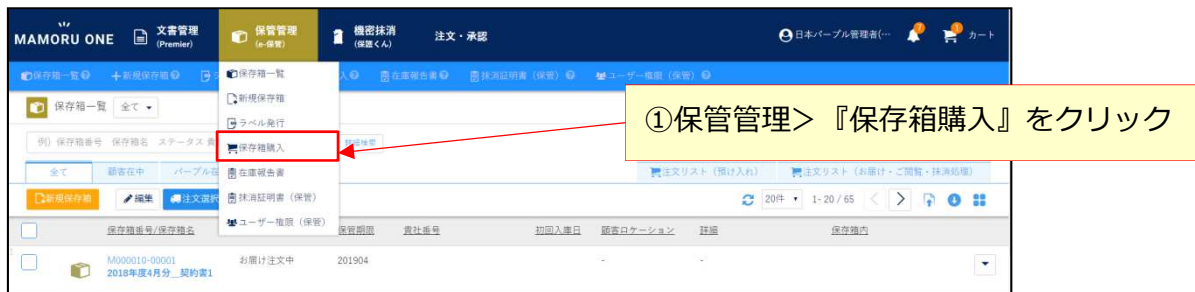 MAMORU ONE 文書管理 (Premier) 保管管理 (e-保管) 機密抹消 (保護くん) 注文・承認 日本パープル管理者(… カート
保存箱一覧 新規保存箱 在庫報告書 抹消証明書（保管） ユーザー権限（保管）
保存箱一覧 全て
例）保存箱番号 保存箱名 ステータス 詳細検索
全て 顧客在中 注文リスト（預け入れ） 注文リスト（お届け・ご閲覧・抹消処理）
新規保存箱 編集 注文選択 20件 1- 20 / 65
保存箱番号/保存箱名 保管期限 貴社番号 初回入庫日 顧客ロケーション 詳細 保存箱内
M000010-00001 お届け注文中 201904 - -
2018年度4月分__契約書1
保存箱一覧
新規保存箱
ラベル発行
保存箱購入
在庫報告書
抹消証明書（保管）
ユーザー権限（保管）
①保管管理＞『保存箱購入』をクリック